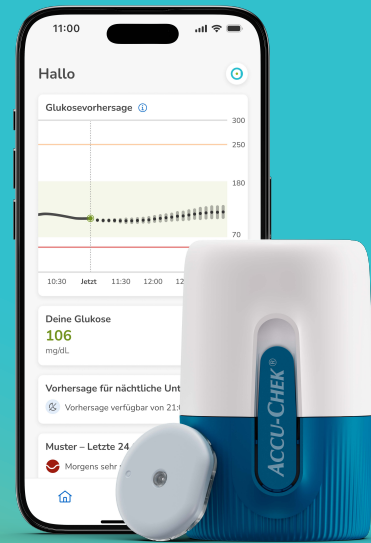 11:00
Hallo
Glukosevorhersage
300
250
180
70
10:30 Jetzt 11:30 12:00
Deine Glukose
106
mg/dL
Vorhersage für nächtliche
Vorhersage verfügbar von
Muster – Letzte 24
Morgens sehr
ACCU-CHEK®